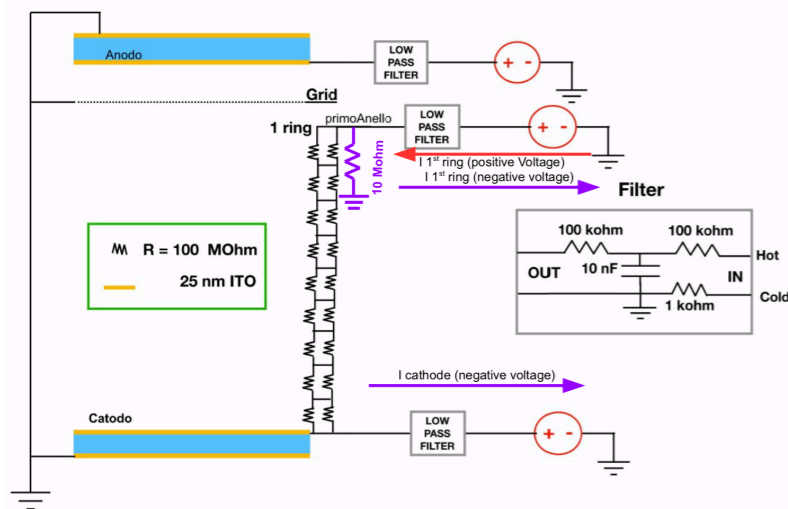 Anodo
LOW
PASS
FILTER
+ -
Grid
1 ring
primoAnello
LOW
PASS
FILTER
+ -
10 Mohm
I 1st ring (positive Voltage)
I 1st ring (negative voltage)
Filter
R = 100 MOhm
25 nm ITO
100 kohm
100 kohm
Hot
OUT
10 nF
IN
Cold
1 kohm
I cathode (negative voltage)
Catodo
LOW
PASS
FILTER
+ -